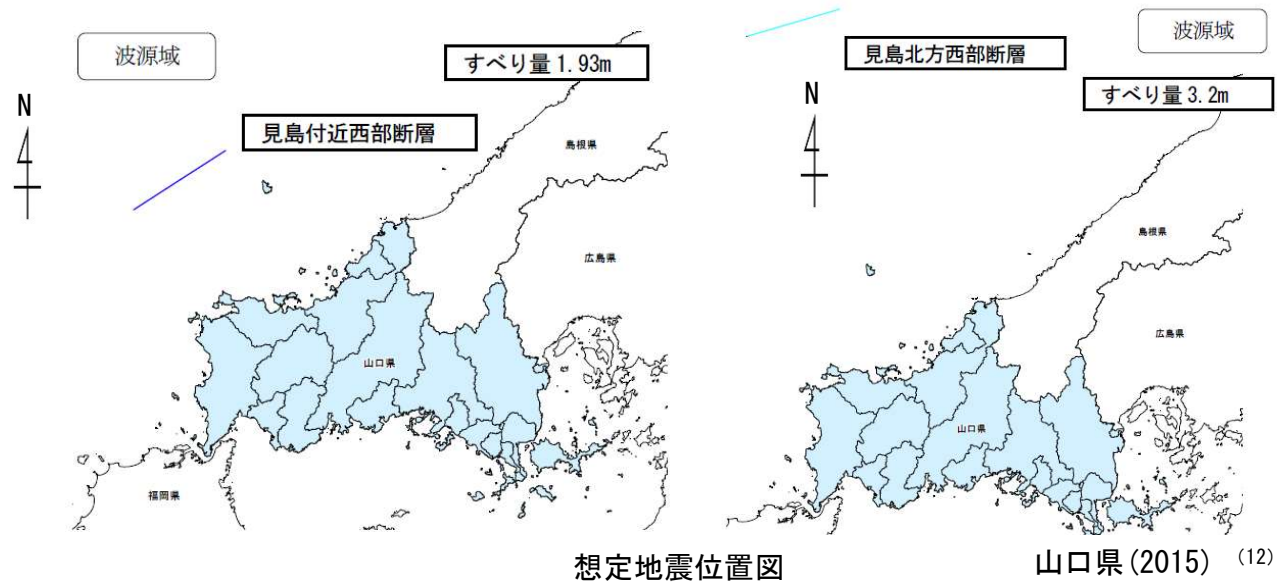 波源域
すべり量 1.93m
N
見島付近西部断層
島根県
広島県
山口県
福岡県
波源域
見島北方西部断層
すべり量 3.2m
N
島根県
広島県
山口県
想定地震位置図
山口県(2015) (12)